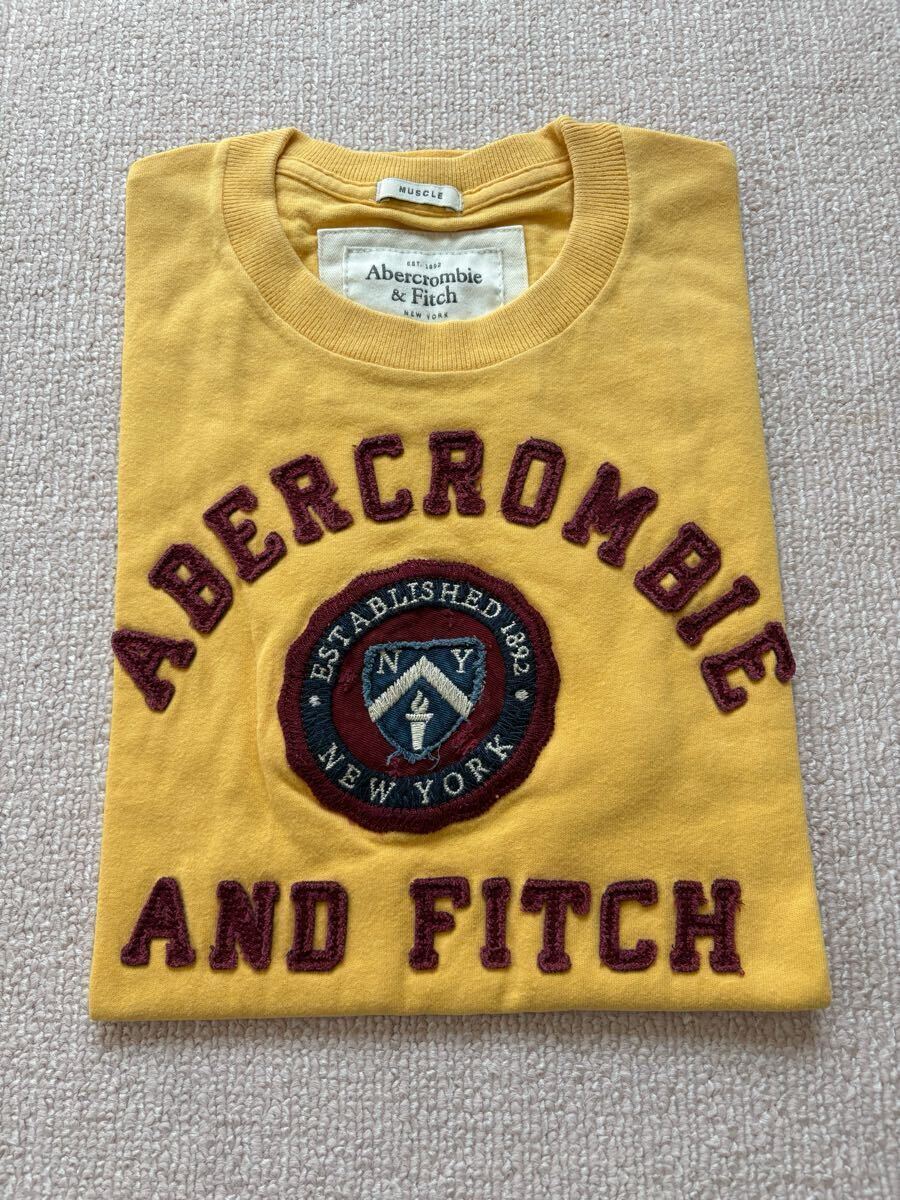 MUSCLE
EST. 1892
Abercrombie
& Fitch
NEW YORK
ABERCROMBIE
ESTABLISHED 1892
N Y
NEW YORK
AND FITCH